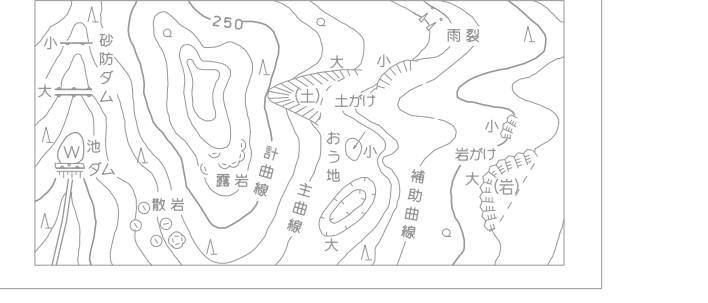 250
雨裂
小
砂防ダム
大
大
小
(土)
土がけ
小
池
ダム
W
おう地
小
岩がけ
大
(岩)
露岩
計曲線
散岩
主曲線
補助曲線
大